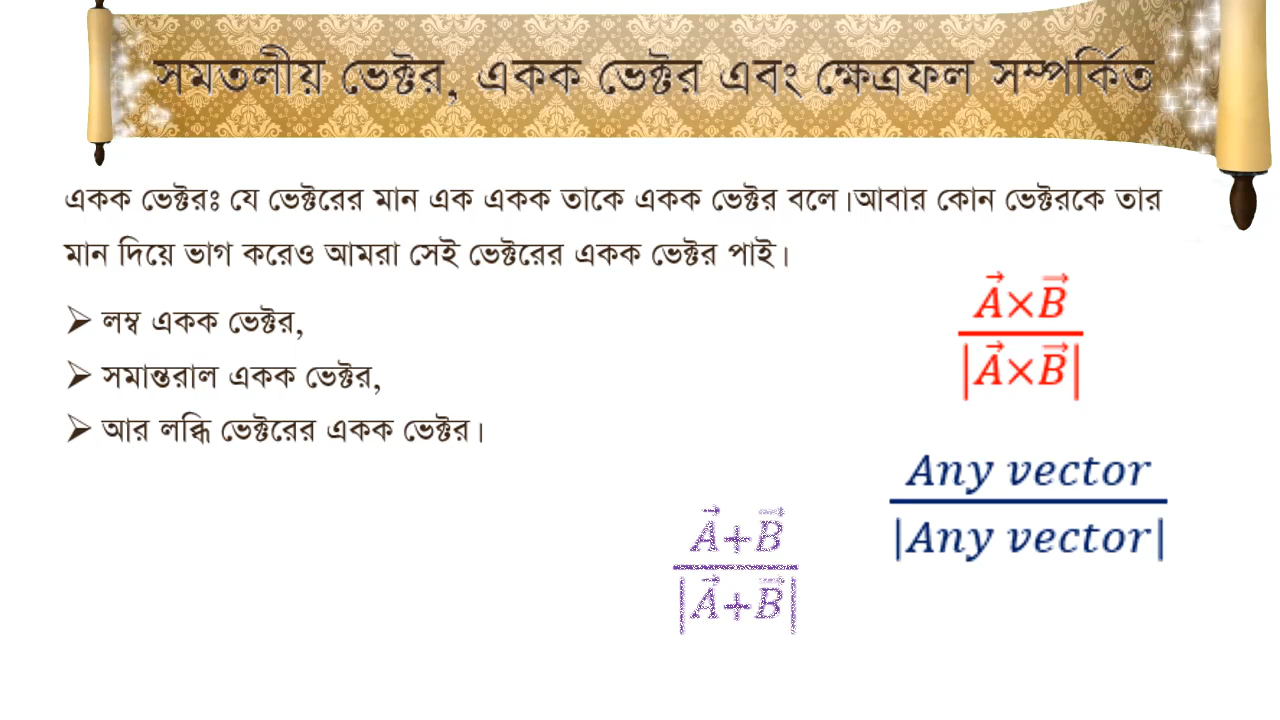 সমতলীয় ভেক্টর, একক ভেক্টর এবং ক্ষেত্রফল সম্পর্কিত
একক ভেক্টরঃ যে ভেক্টরের মান এক একক তাকে একক ভেক্টর বলে।আবার কোন ভেক্টরকে তার
মান দিয়ে ভাগ করেও আমরা সেই ভেক্টরের একক ভেক্টর পাই।
➢ লম্ব একক ভেক্টর,
➢ সমান্তরাল একক ভেক্টর,
➢ আর লব্ধি ভেক্টরের একক ভেক্টর।
A⃗×B⃗
|A⃗×B⃗|
Any vector
|Any vector|
A⃗+B⃗
|A⃗+B⃗|